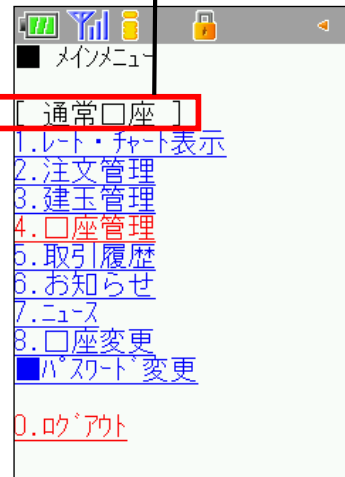 ■ ﾒｲﾝﾒﾆｭｰ
[ 通常口座 ]
1.ﾚｰﾄ・ﾁｬｰﾄ表示
2.注文管理
3.建玉管理
4.口座管理
5.取引履歴
6.お知らせ
7.ﾆｭｰｽ
8.口座変更
■ﾊﾟｽﾜｰﾄﾞ変更
0.ﾛｸﾞｱｳﾄ